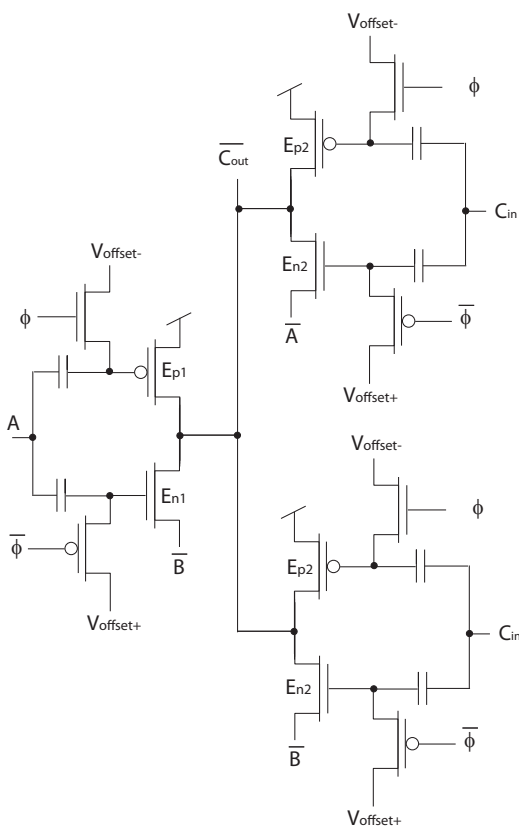 Voffset-
ϕ
Ep2
Cout
Cin
En2
Voffset-
A
ϕ
ϕ
Ep1
Voffset+
A
Voffset-
En1
ϕ
ϕ
B
Ep2
Voffset+
Cin
En2
ϕ
B
Voffset+